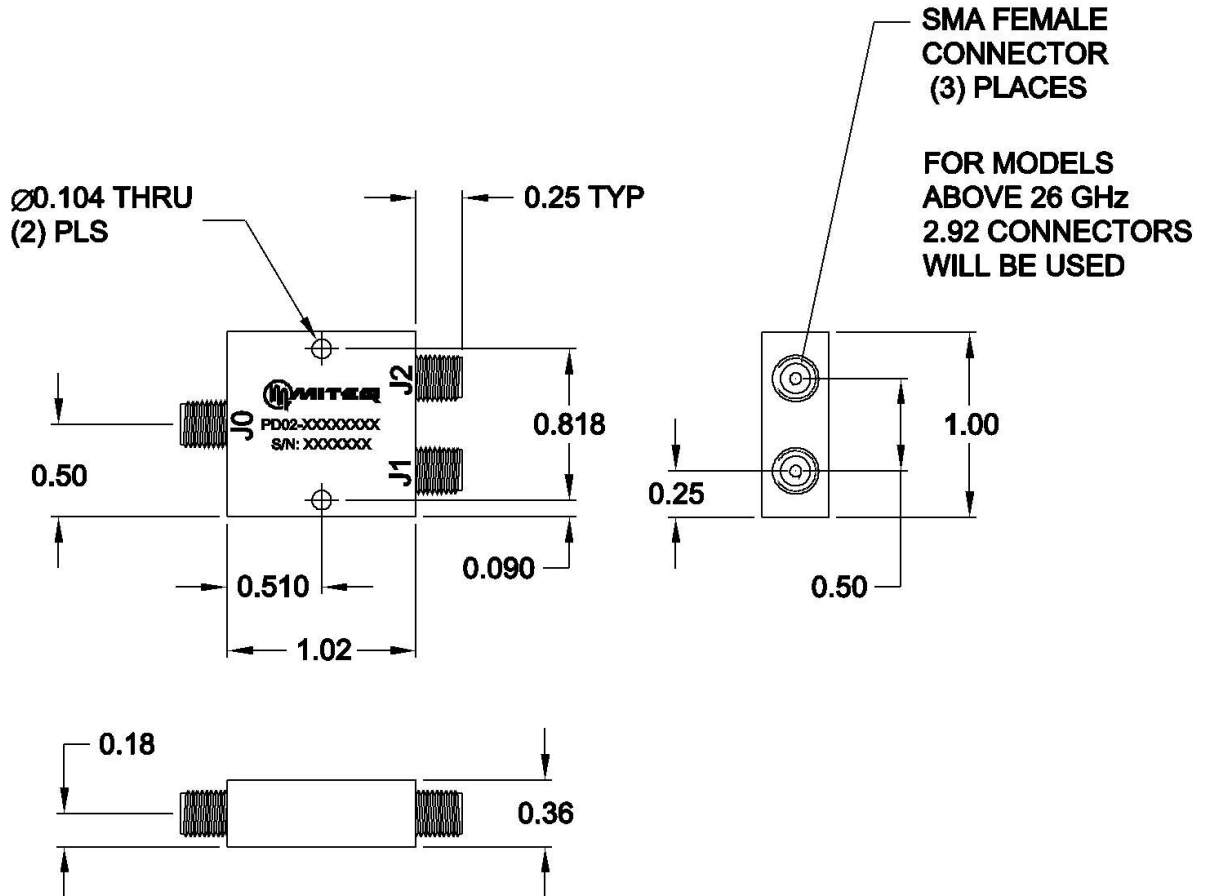 SMA FEMALE
CONNECTOR
(3) PLACES
FOR MODELS
ABOVE 26 GHz
2.92 CONNECTORS
WILL BE USED
⌀0.104 THRU
(2) PLS
0.25 TYP
J0
J2
J1
MITEQ
PD02-XXXXXXXX
S/N: XXXXXXX
0.50
0.818
0.090
0.510
1.02
1.00
0.25
0.50
0.18
0.36